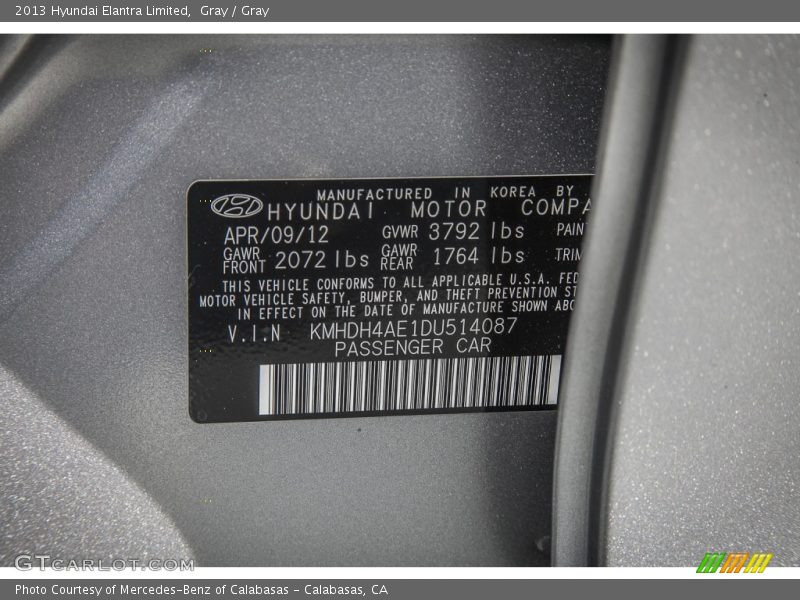 2013 Hyundai Elantra Limited, Gray / Gray
MANUFACTURED IN KOREA BY
HYUNDAI MOTOR COMPA
APR/09/12 GVWR 3792 lbs PAIN
GAWR FRONT 2072 lbs GAWR REAR 1764 lbs TRIM
THIS VEHICLE CONFORMS TO ALL APPLICABLE U.S.A. FED
MOTOR VEHICLE SAFETY, BUMPER, AND THEFT PREVENTION ST
IN EFFECT ON THE DATE OF MANUFACTURE SHOWN ABO
V.I.N KMHDH4AE1DU514087
PASSENGER CAR
GTCARLOT.COM
Photo Courtesy of Mercedes-Benz of Calabasas - Calabasas, CA